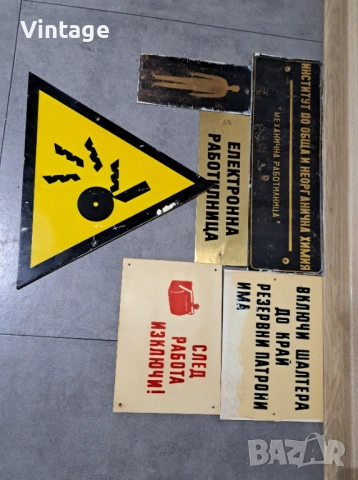 Vintage
ИНСТИТУТ ПО ОБЩА И НЕОРГАНИЧНА ХИМИЯ
"МЕХАНИЧНА РАБОТИЛНИЦА"
ЕЛЕКТРОННА
РАБОТИЛНИЦА
ВКЛЮЧИ ШАЛТЕРА
ДО КРАЙ
РЕЗЕРВНИ ПАТРОНИ
ИМА
СЛЕД
РАБОТА
ИЗКЛЮЧИ!
BAZAR